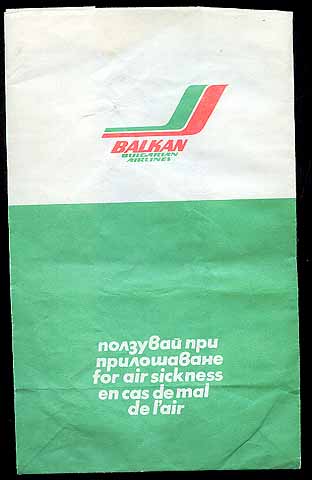 BALKAN
BULGARIAN
AIRLINES
ползувай при
прилошаване
for air sickness
en cas de mal
de l'air